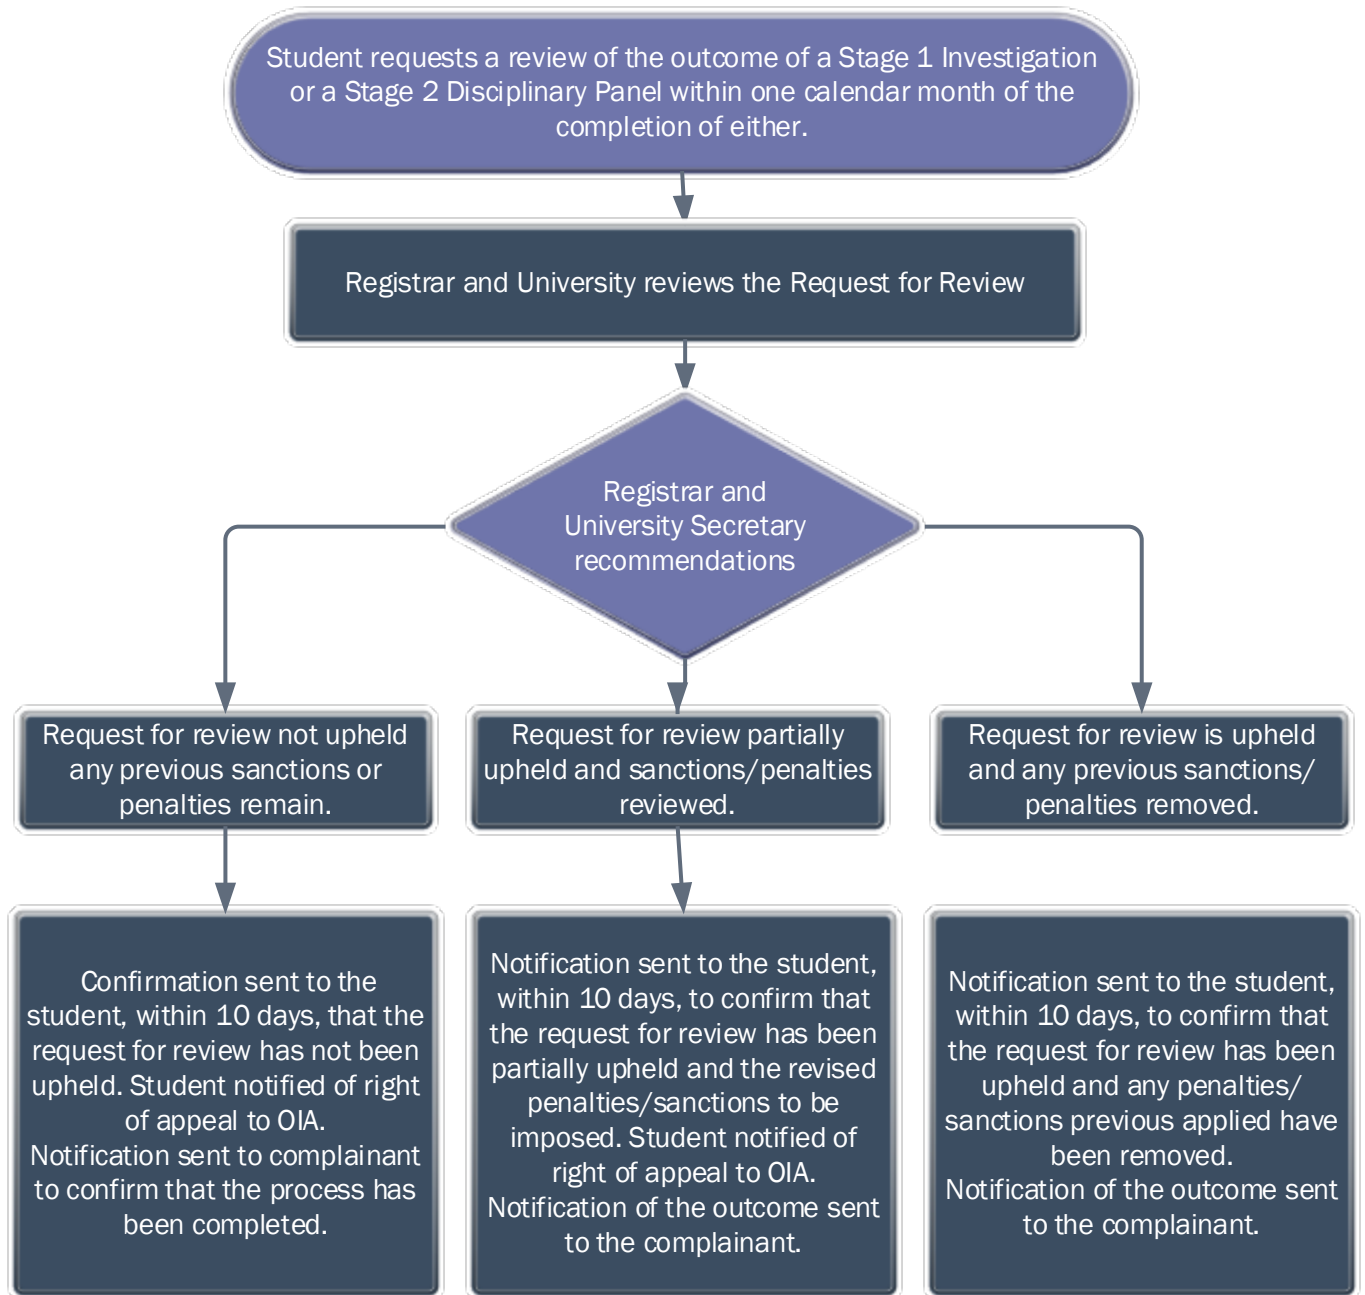 Student requests a review of the outcome of a Stage 1 Investigation
or a Stage 2 Disciplinary Panel within one calendar month of the
completion of either.
Registrar and University reviews the Request for Review
Registrar and
University Secretary
recommendations
Request for review not upheld
any previous sanctions or
penalties remain.
Request for review partially
upheld and sanctions/penalties
reviewed.
Request for review is upheld
and any previous sanctions/
penalties removed.
Confirmation sent to the
student, within 10 days, that the
request for review has not been
upheld. Student notified of right
of appeal to OIA.
Notification sent to complainant
to confirm that the process has
been completed.
Notification sent to the student,
within 10 days, to confirm that
the request for review has been
partially upheld and the revised
penalties/sanctions to be
imposed. Student notified of
right of appeal to OIA.
Notification of the outcome sent
to the complainant.
Notification sent to the student,
within 10 days, to confirm that
the request for review has been
upheld and any penalties/
sanctions previous applied have
been removed.
Notification of the outcome sent
to the complainant.